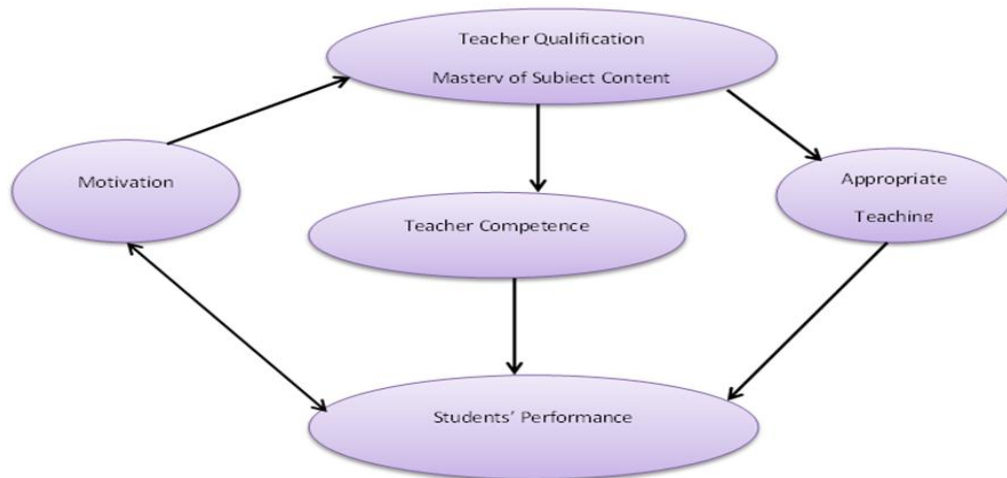 Teacher Qualification
Mastery of Subject Content
Motivation
Appropriate
Teaching
Teacher Competence
Students’ Performance